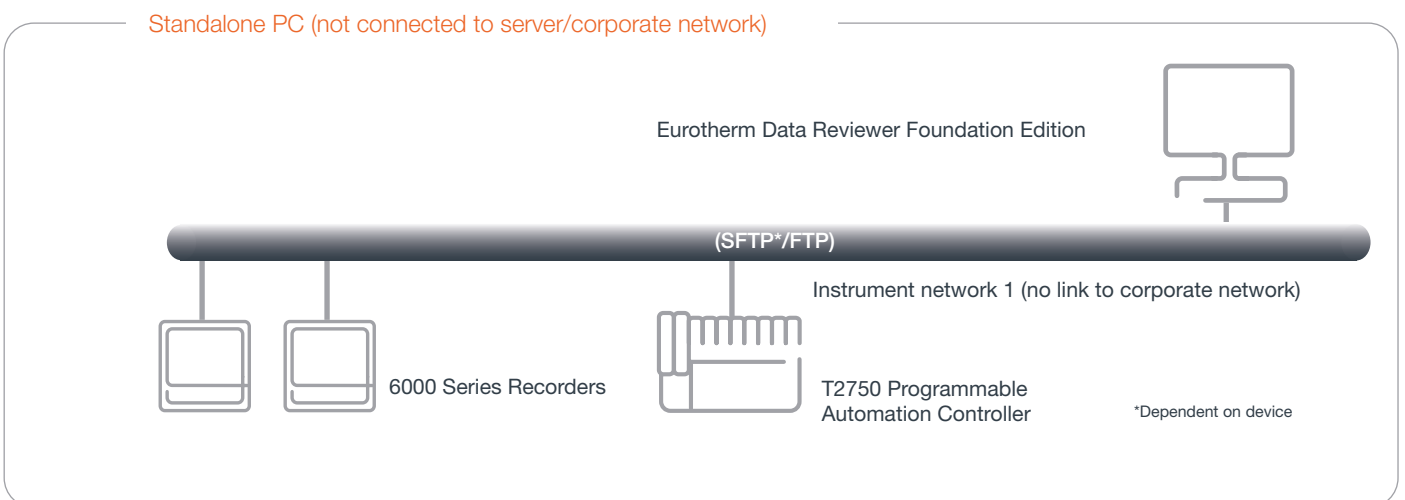 Standalone PC (not connected to server/corporate network)
Eurotherm Data Reviewer Foundation Edition
(SFTP*/FTP)
Instrument network 1 (no link to corporate network)
6000 Series Recorders
T2750 Programmable
Automation Controller
*Dependent on device